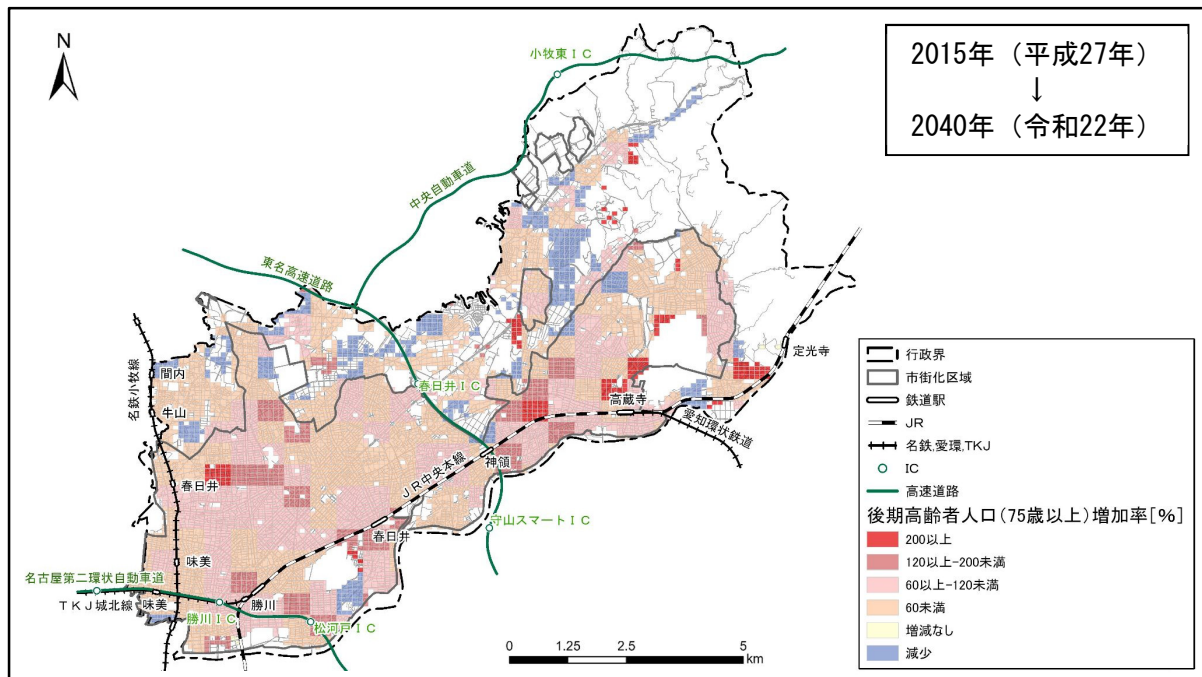 N
2015年（平成27年）
↓
2040年（令和22年）
小牧東ＩＣ
中央自動車道
東名高速道路
名鉄小牧線
間内
牛山
春日井ＩＣ
定光寺
高蔵寺
愛知環状鉄道
JR中央本線
神領
春日井
守山スマートＩＣ
春日井
味美
名古屋第二環状自動車道
ＴＫＪ城北線
味美
勝川
勝川ＩＣ
松河戸ＩＣ
0 1.25 2.5 5
km
行政界
市街化区域
鉄道駅
JR
名鉄,愛環,TKJ
IC
高速道路
後期高齢者人口(75歳以上)増加率[%]
200以上
120以上-200未満
60以上-120未満
60未満
増減なし
減少